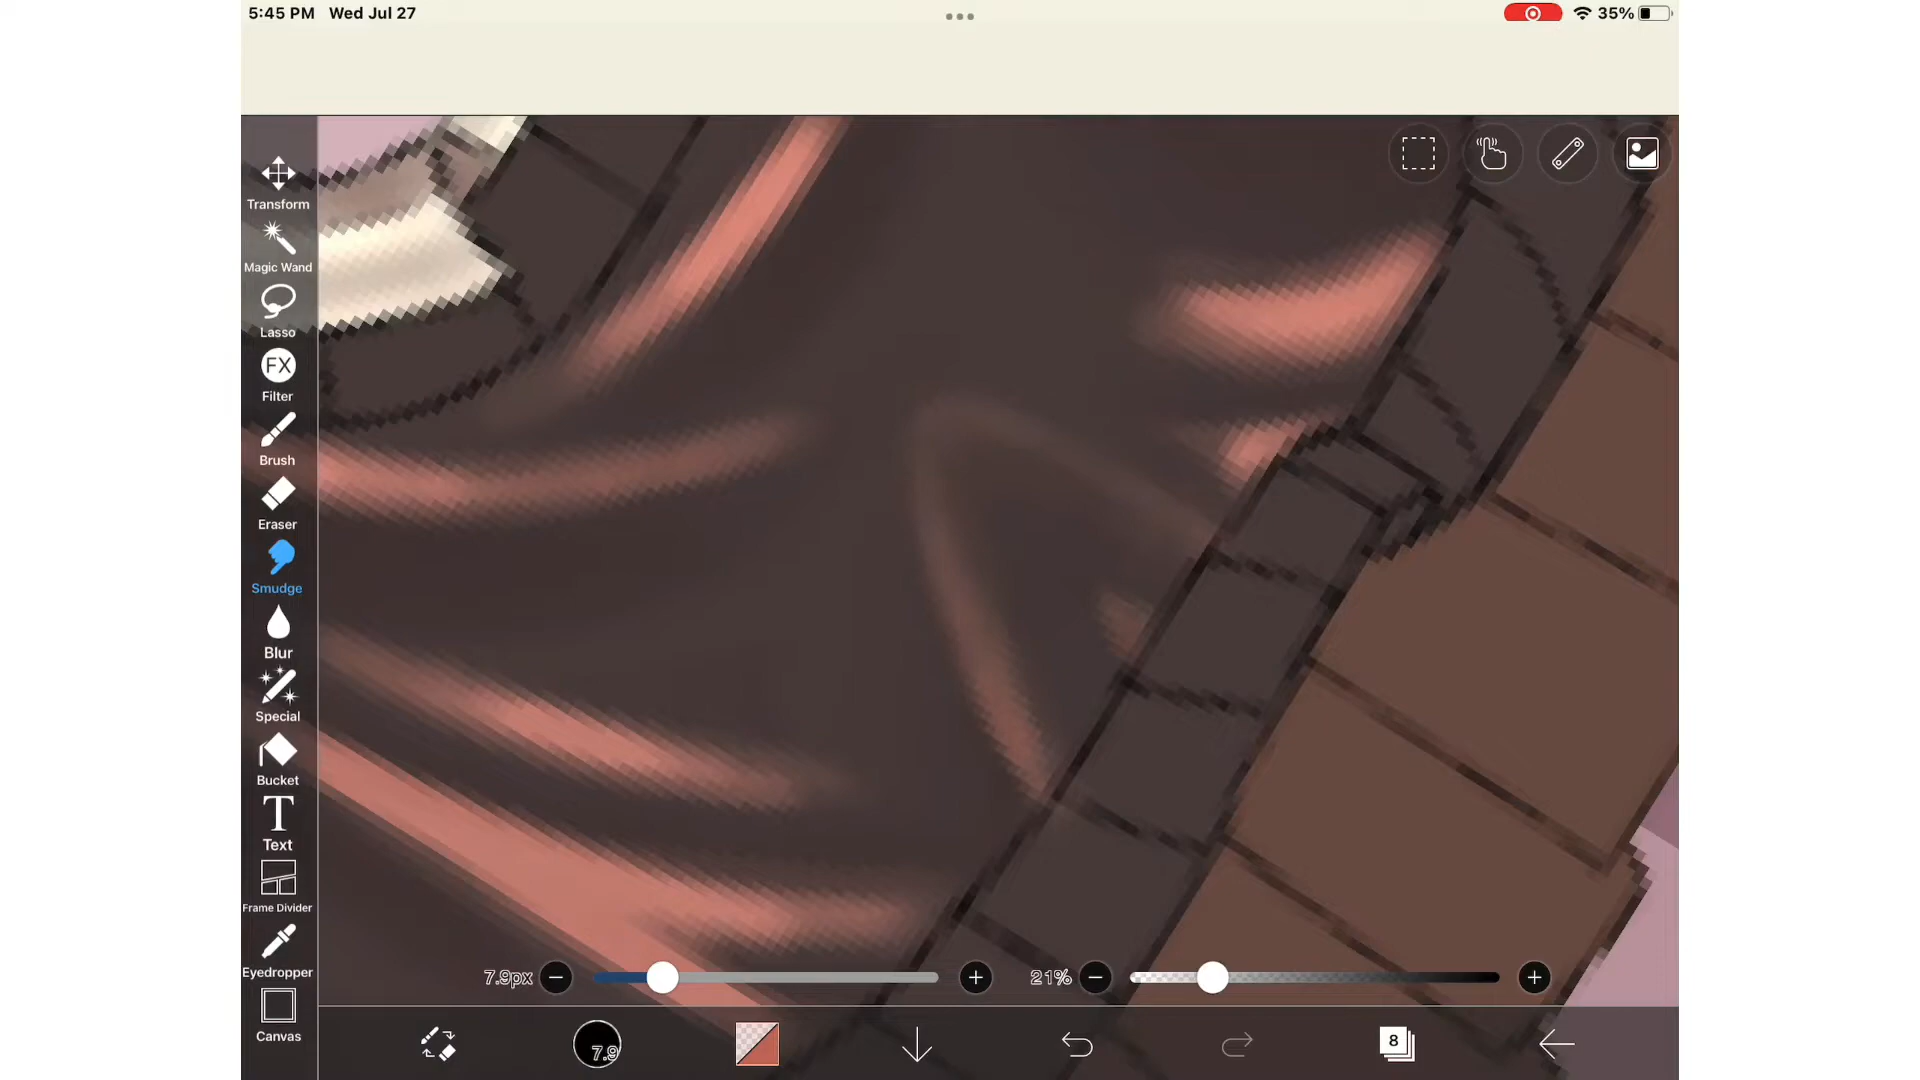 5:45 PM Wed Jul 27
35%
Transform
Magic Wand
Lasso
FX
Filter
Brush
Eraser
Smudge
Blur
Special
Bucket
T
Text
Frame Divider
Eyedropper
Canvas
7.9px
21%
7.9
8